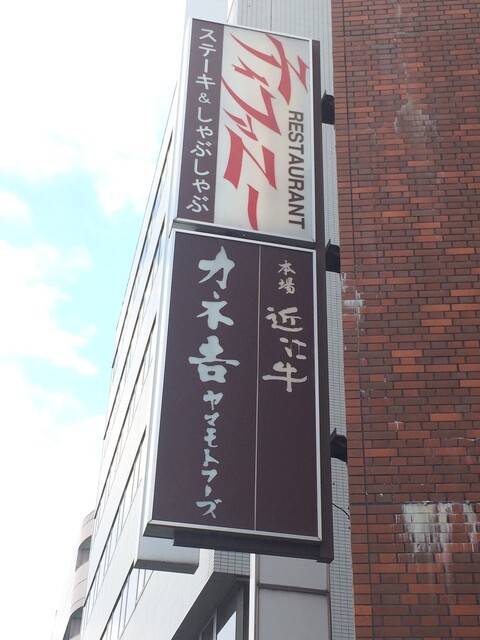 RESTAURANT
ティファニー
ステーキ&しゃぶしゃぶ
本場
近江牛
カネ吉
ヤマモトフーズ